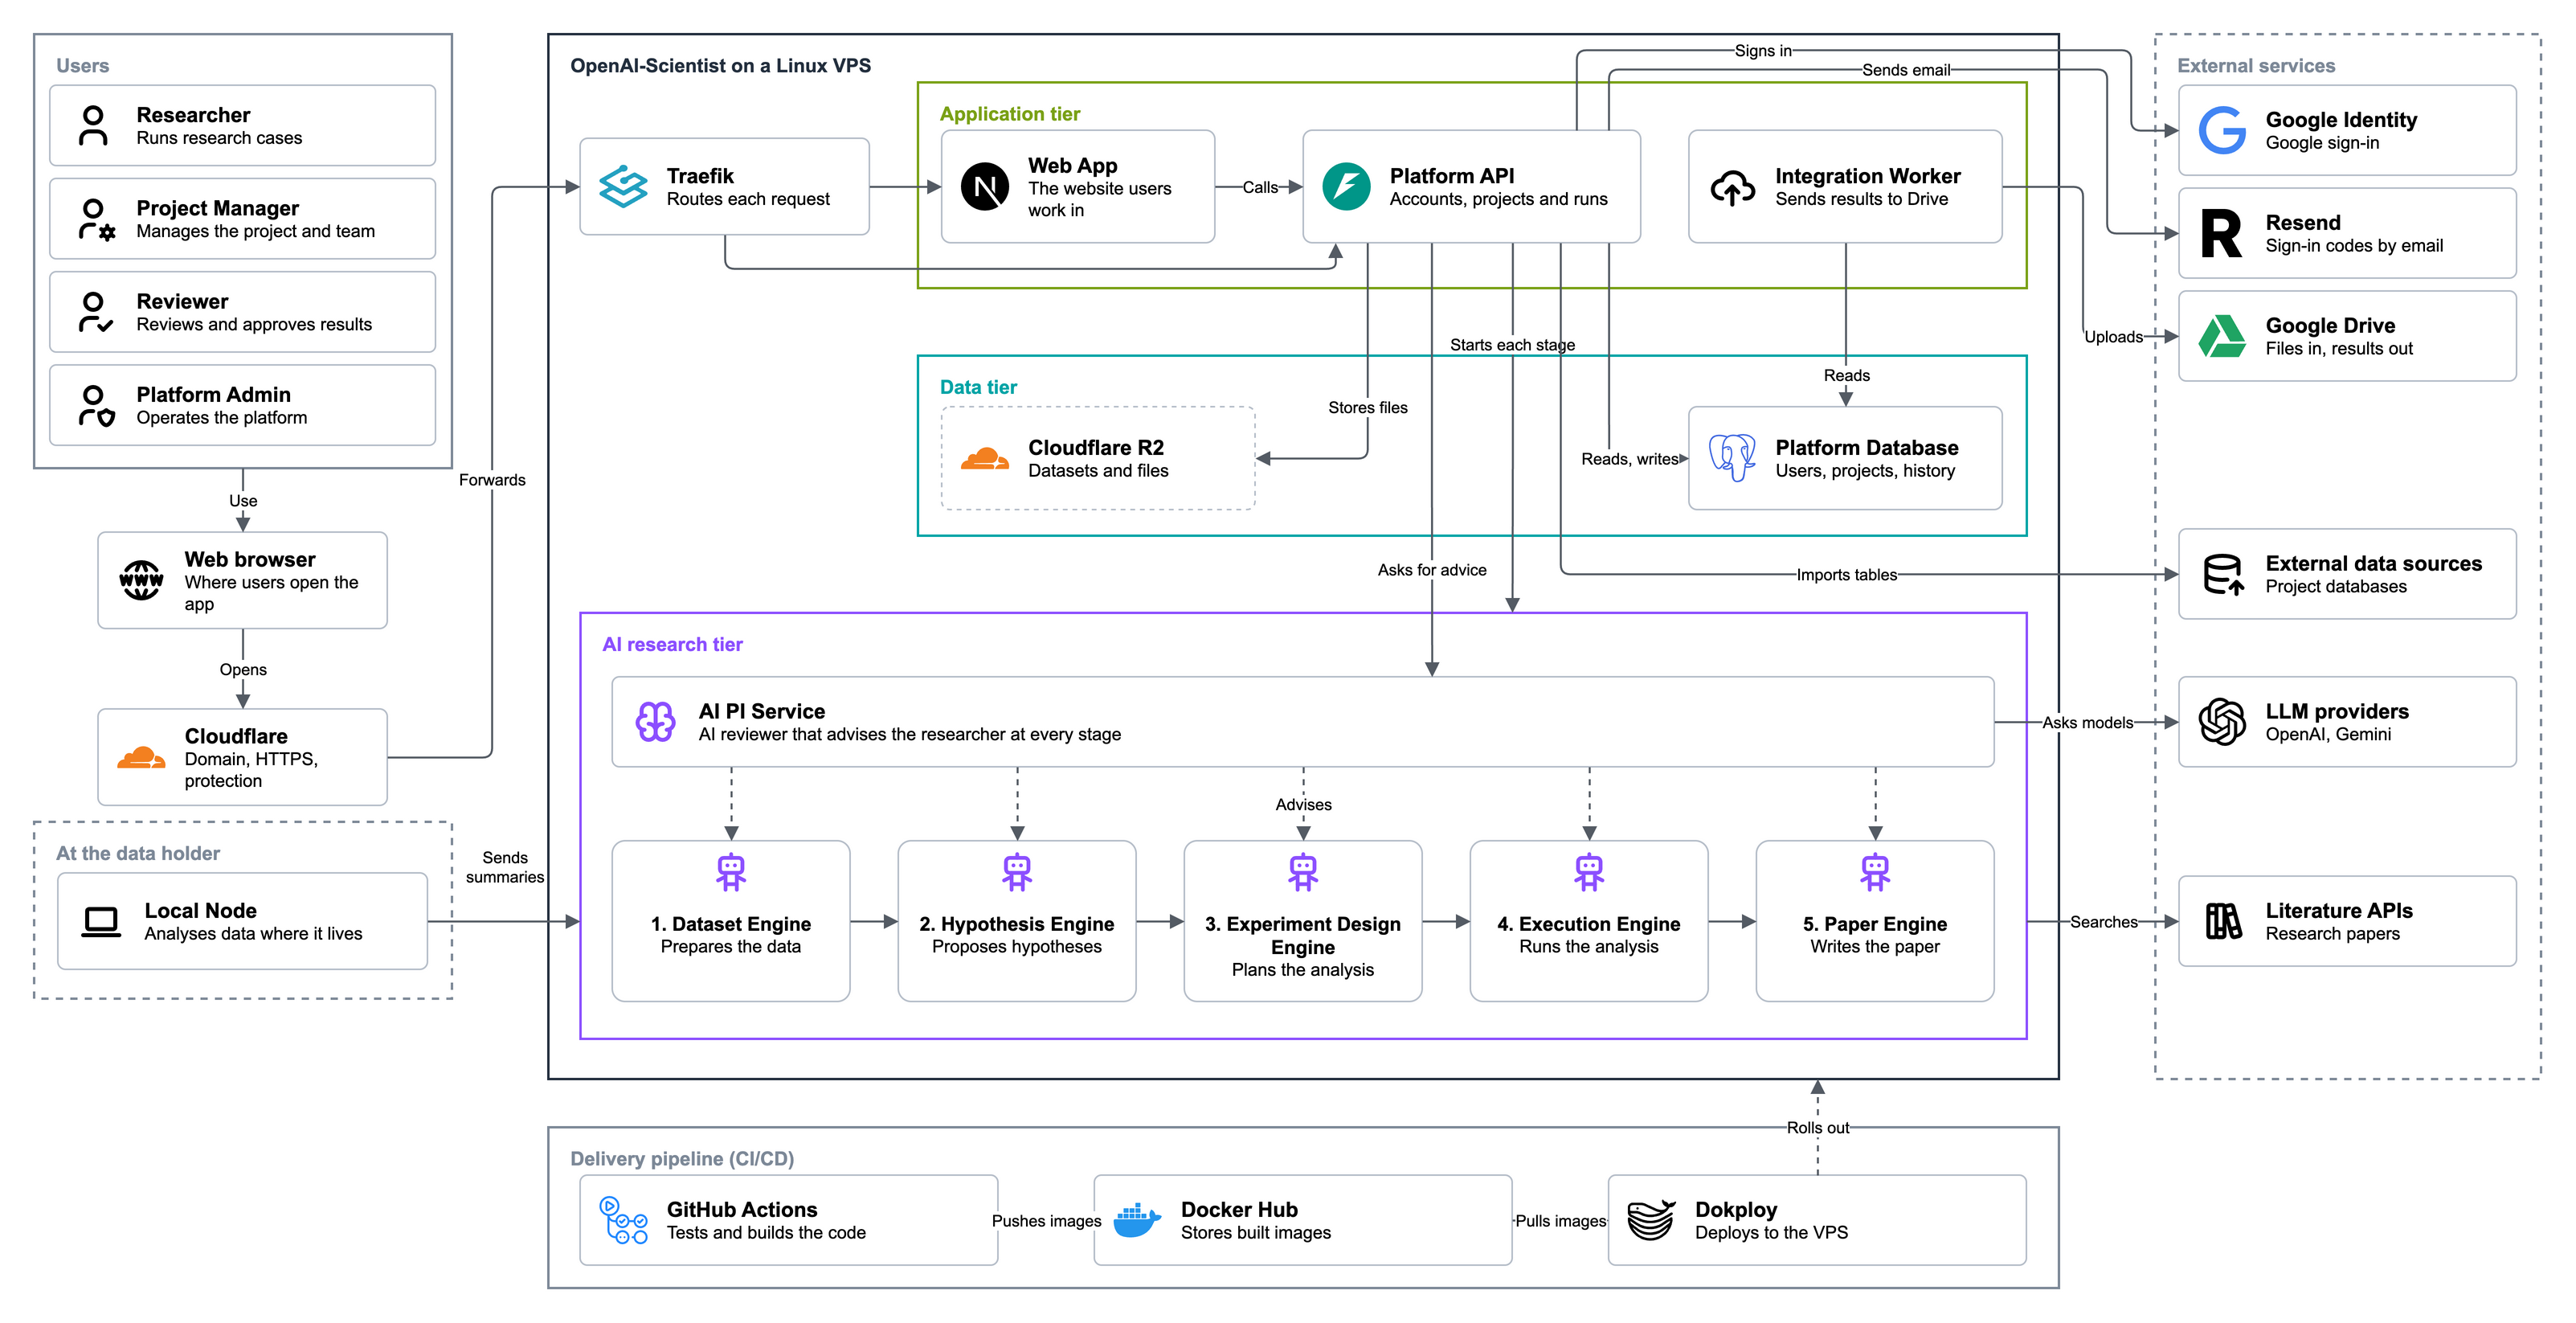 Users
Researcher
Runs research cases
Project Manager
Manages the project and team
Reviewer
Reviews and approves results
Platform Admin
Operates the platform
Use
WWW
Web browser
Where users open the
app
Opens
Cloudflare
Domain, HTTPS,
protection
Forwards
At the data holder
Local Node
Analyses data where it lives
Sends
summaries
OpenAI-Scientist on a Linux VPS
Traefik
Routes each request
Application tier
N
Web App
The website users
work in
Calls
Platform API
Accounts, projects and runs
Integration Worker
Sends results to Drive
Signs in
Sends email
Uploads
Starts each stage
Data tier
Cloudflare R2
Datasets and files
Stores files
Reads
Reads, writes
Platform Database
Users, projects, history
Asks for advice
Imports tables
AI research tier
AI PI Service
AI reviewer that advises the researcher at every stage
Asks models
Advises
1. Dataset Engine
Prepares the data
2. Hypothesis Engine
Proposes hypotheses
3. Experiment Design
Engine
Plans the analysis
4. Execution Engine
Runs the analysis
5. Paper Engine
Writes the paper
Searches
External services
G
Google Identity
Google sign-in
R
Resend
Sign-in codes by email
Google Drive
Files in, results out
External data sources
Project databases
LLM providers
OpenAI, Gemini
Literature APIs
Research papers
Rolls out
Delivery pipeline (CI/CD)
GitHub Actions
Tests and builds the code
Pushes images
Docker Hub
Stores built images
Pulls images
Dokploy
Deploys to the VPS